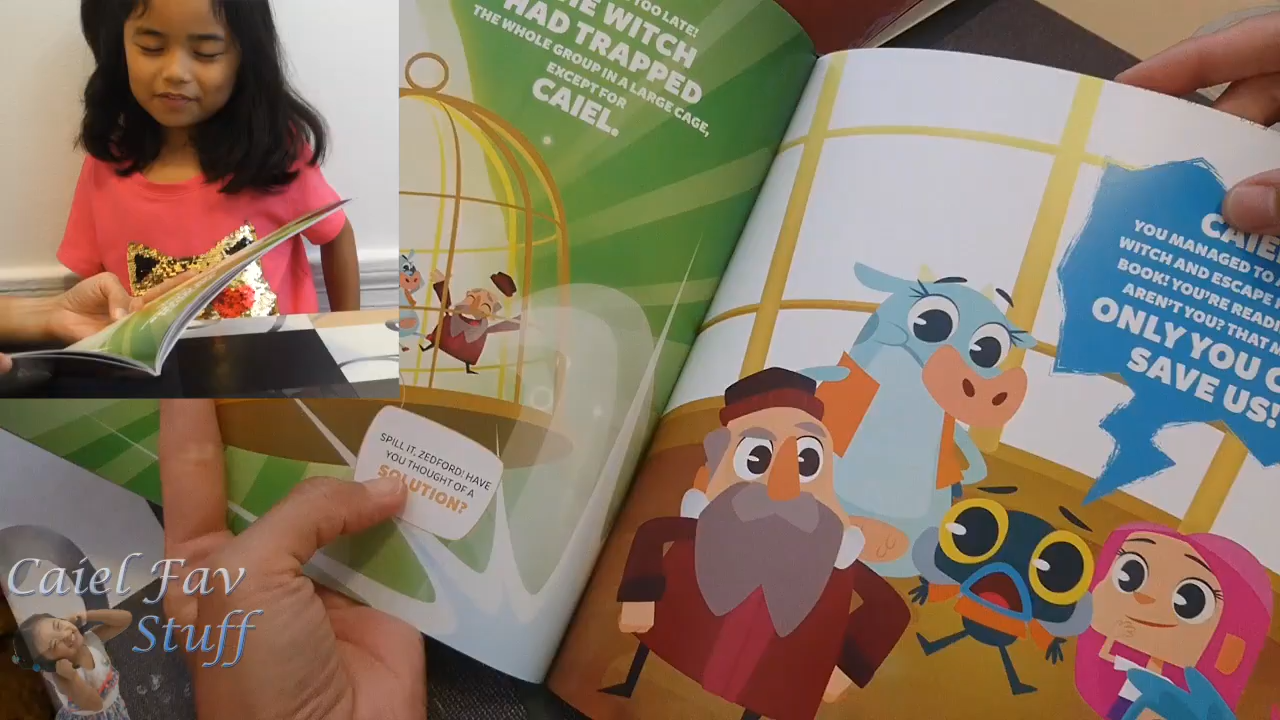 TOO LATE!
THE WITCH
HAD TRAPPED
THE WHOLE GROUP IN A LARGE CAGE,
EXCEPT FOR
CAIEL.
SPILL IT, ZEDFORD! HAVE
YOU THOUGHT OF A
SOLUTION?
YOU MANAGED TO
WITCH AND ESCAPE
BOOK! YOU'RE
AREN'T YOU? THAT
ONLY YOU
SAVE US!
Caiel Fav
Stuff